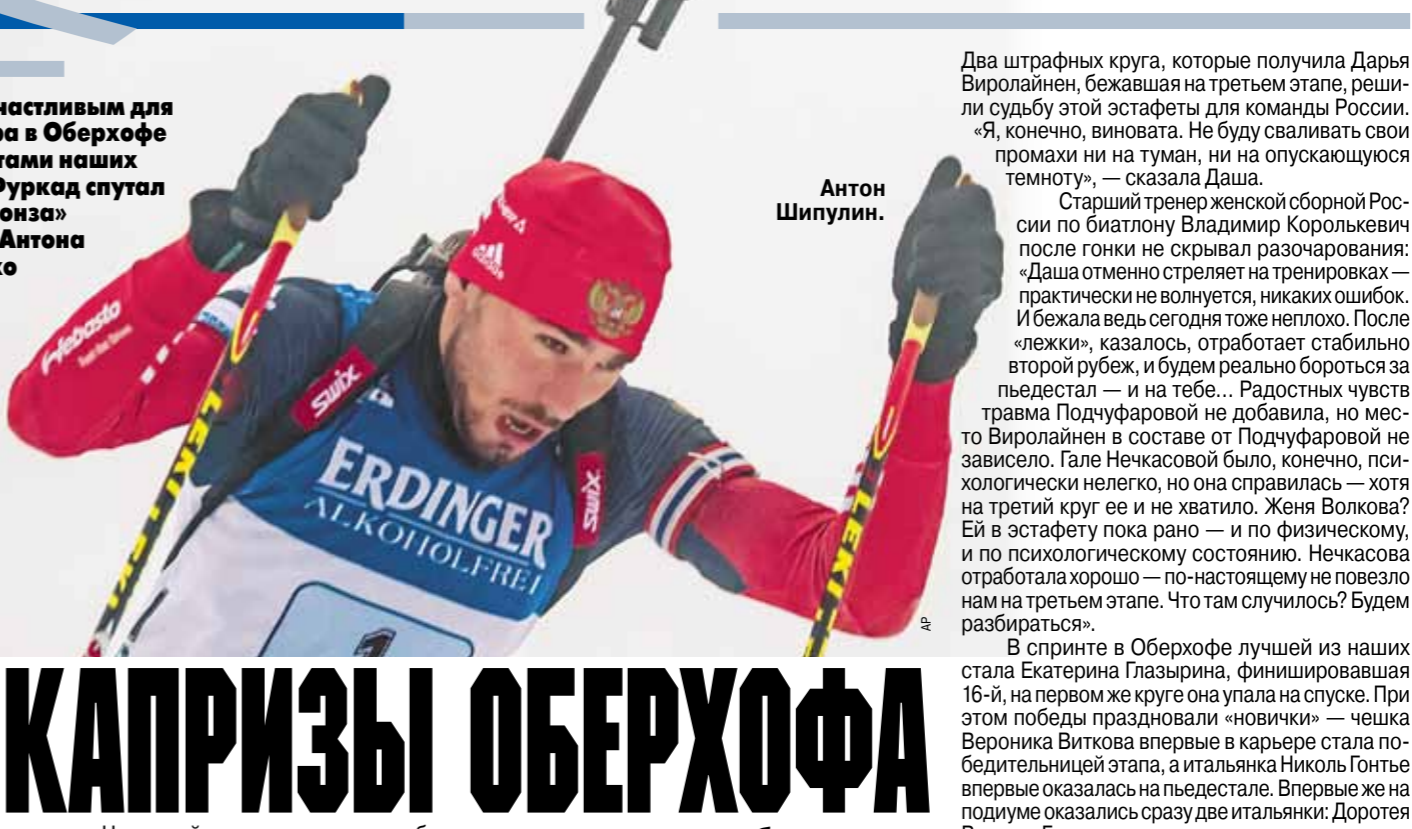 частливым для
ра в Оберхофе
тами наших
Руркад спутал
онза»
Антона
ко
Антон
Шипулин.
adidas
Swix
Swix
LEKI
LEKI
ERDINGER
ALKOHOLFREI
1
AP
КАПРИЗЫ ОБЕРХОФА
Два штрафных круга, которые получила Дарья
Виролайнен, бежавшая на третьем этапе, реши-
ли судьбу этой эстафеты для команды России.
«Я, конечно, виновата. Не буду сваливать свои
промахи ни на туман, ни на опускающуюся
темноту», — сказала Даша.
Старший тренер женской сборной Рос-
сии по биатлону Владимир Королькевич
после гонки не скрывал разочарования:
«Даша отменно стреляет на тренировках —
практически не волнуется, никаких ошибок.
И бежала ведь сегодня тоже неплохо. После
«лежки», казалось, отработает стабильно
второй рубеж, и будем реально бороться за
пьедестал — и на тебе... Радостных чувств
травма Подчуфаровой не добавила, но мес-
то Виролайнен в составе от Подчуфаровой не
зависело. Гале Нечкасовой было, конечно, пси-
хологически нелегко, но она справилась — хотя
на третий круг ее и не хватило. Женя Волкова?
Ей в эстафету пока рано — и по физическому,
и по психологическому состоянию. Нечкасова
отработала хорошо — по-настоящему не повезло
нам на третьем этапе. Что там случилось? Будем
разбираться».
В спринте в Оберхофе лучшей из наших
стала Екатерина Глазырина, финишировавшая
16-й, на первом же круге она упала на спуске. При
этом победы праздновали «новички» — чешка
Вероника Виткова впервые в карьере стала по-
бедительницей этапа, а итальянка Николь Гонтье
впервые оказалась на пьедестале. Впервые же на
подиуме оказались сразу две итальянки: Доротея